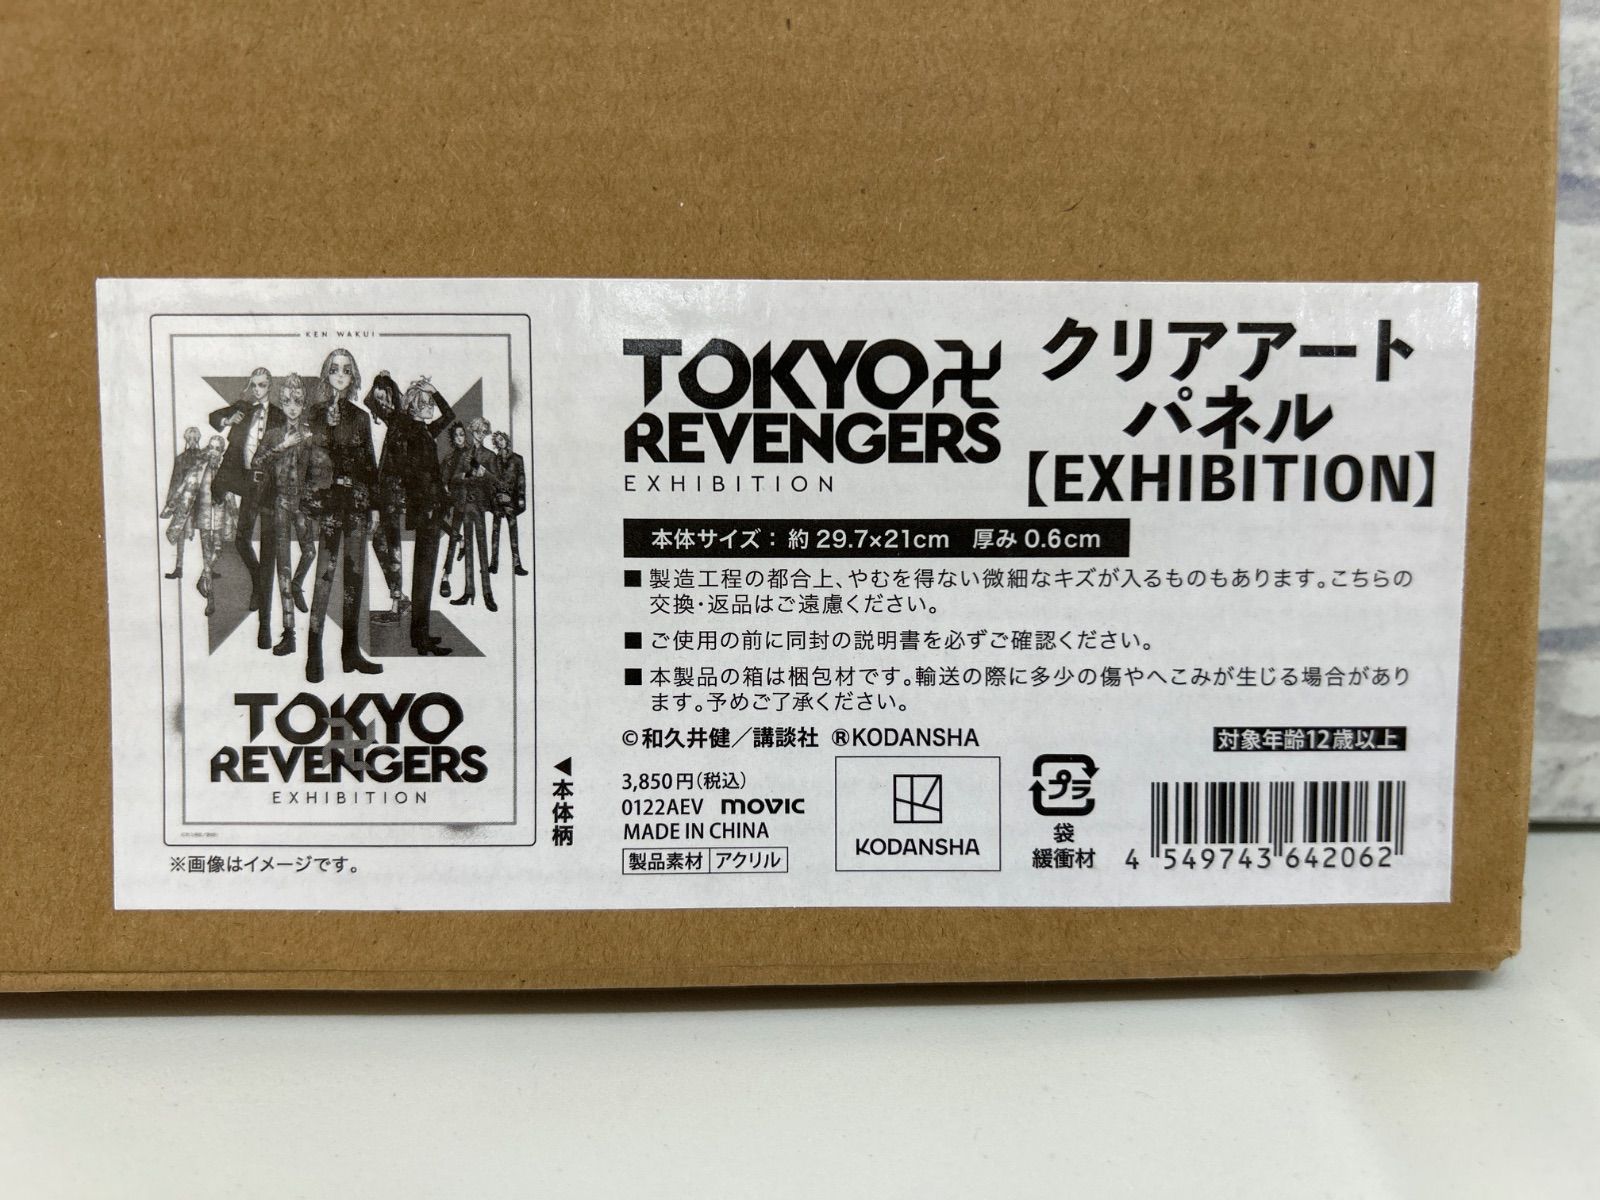 KEN WAKUI
TOKYO
REVENGERS
EXHIBITION
※画像はイメージです。
◀本体柄
TOKYO卍
REVENGERS
EXHIBITION
クリアアート
パネル
【EXHIBITION】
本体サイズ：約 29.7×21cm 厚み 0.6cm
■製造工程の都合上、やむを得ない微細なキズが入るものもあります。こちらの
交換・返品はご遠慮ください。
■ご使用の前に同封の説明書を必ずご確認ください。
■本製品の箱は梱包材です。輸送の際に多少の傷やへこみが生じる場合があり
ます。予めご了承ください。
©和久井健／講談社 ®KODANSHA
対象年齢12歳以上
3,850円(税込)
0122AEV movic
MADE IN CHINA
製品素材 アクリル
KODANSHA
プラ
袋
緩衝材
4 549743 642062